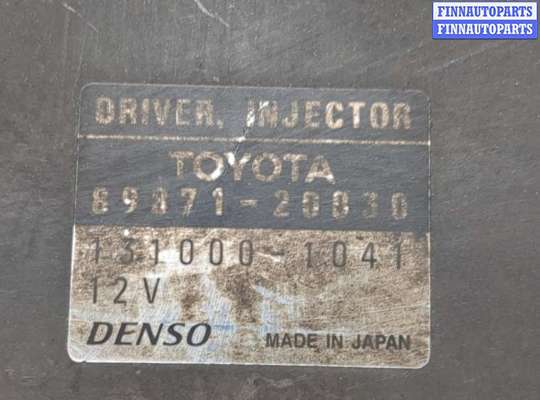 FINNAUTOPARTS
FINNAUTOPARTS
DRIVER, INJECTOR
TOYOTA
89871-20030
131000-1041
12V
DENSO MADE IN JAPAN